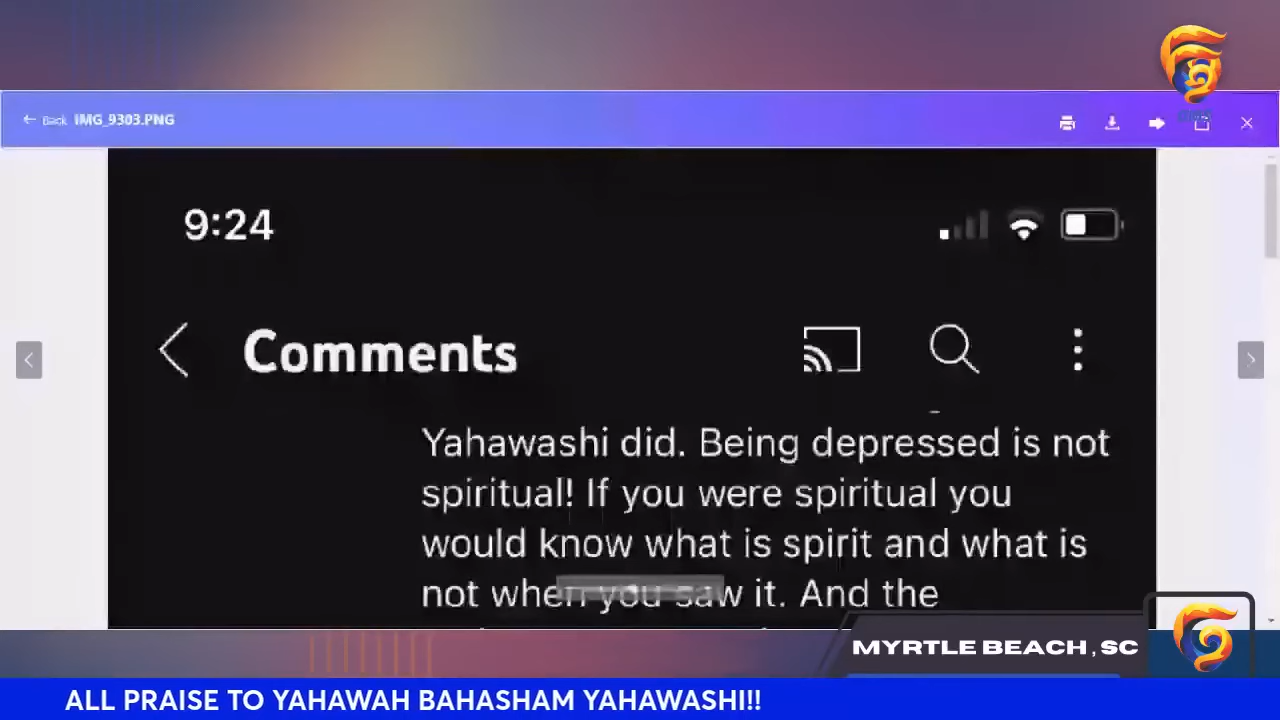 ← Back IMG_9303.PNG
9:24
Comments
Yahawashi did. Being depressed is not
spiritual! If you were spiritual you
would know what is spirit and what is
not when you saw it. And the
MYRTLE BEACH, SC
ALL PRAISE TO YAHAWAH BAHASHAM YAHAWASHI!!